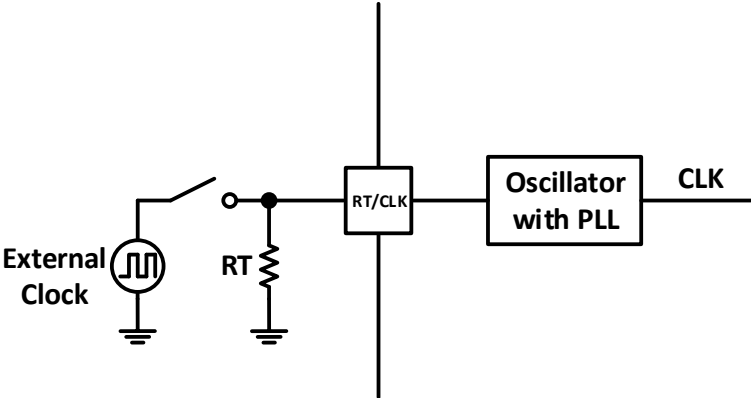 External
Clock
RT
RT/CLK
Oscillator
with PLL
CLK